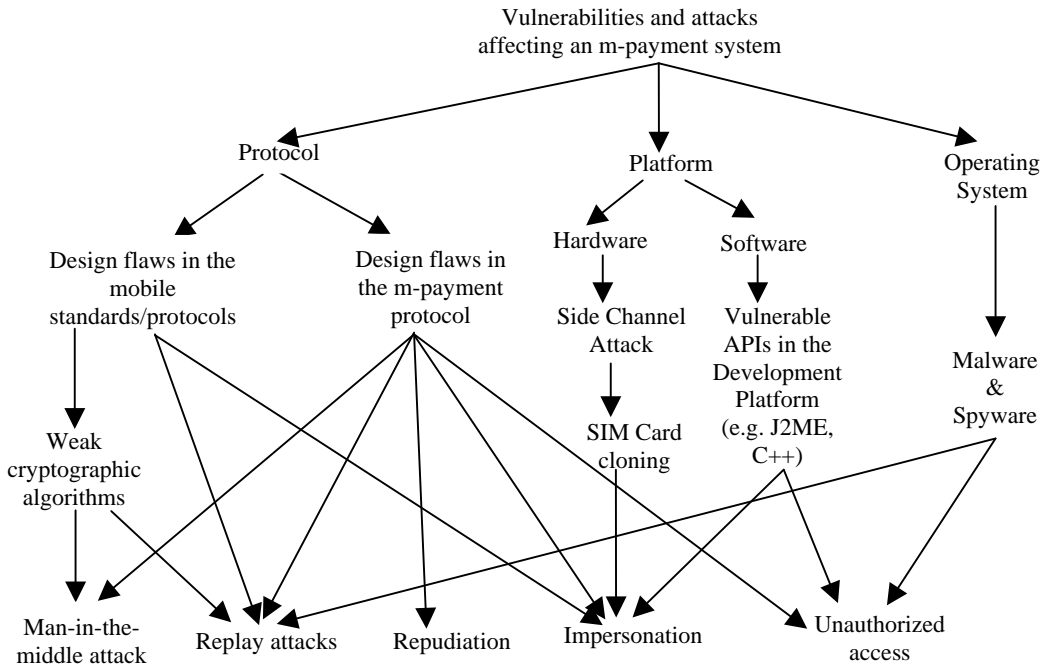 Vulnerabilities and attacks
affecting an m-payment system
Protocol
Platform
Operating
System
Design flaws in the
mobile
standards/protocols
Design flaws in
the m-payment
protocol
Hardware
Software
Side Channel
Attack
Vulnerable
APIs in the
Development
Platform
(e.g. J2ME,
C++)
Malware
&
Spyware
Weak
cryptographic
algorithms
SIM Card
cloning
Man-in-the-
middle attack
Replay attacks
Repudiation
Impersonation
Unauthorized
access